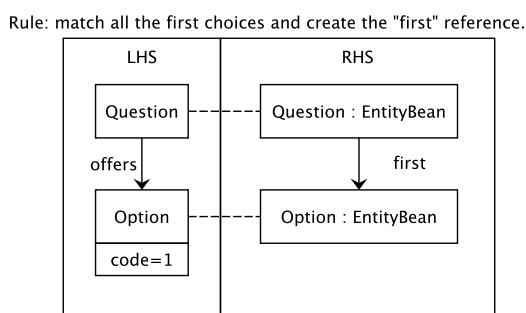 Rule: match all the first choices and create the "first" reference.
LHS
RHS
Question
Question : EntityBean
offers
first
Option
Option : EntityBean
code=1